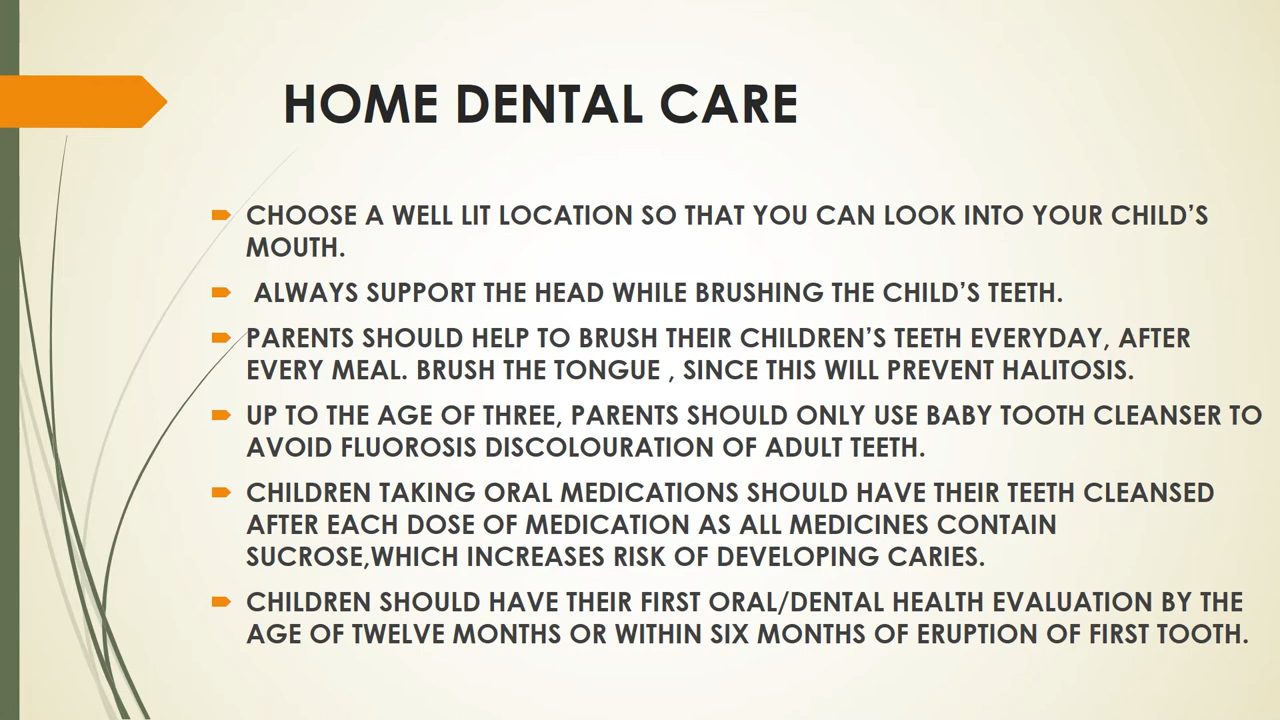 HOME DENTAL CARE
CHOOSE A WELL LIT LOCATION SO THAT YOU CAN LOOK INTO YOUR CHILD'S
MOUTH.
ALWAYS SUPPORT THE HEAD WHILE BRUSHING THE CHILD'S TEETH.
PARENTS SHOULD HELP TO BRUSH THEIR CHILDREN'S TEETH EVERYDAY, AFTER
EVERY MEAL. BRUSH THE TONGUE , SINCE THIS WILL PREVENT HALITOSIS.
UP TO THE AGE OF THREE, PARENTS SHOULD ONLY USE BABY TOOTH CLEANSER TO
AVOID FLUOROSIS DISCOLOURATION OF ADULT TEETH.
CHILDREN TAKING ORAL MEDICATIONS SHOULD HAVE THEIR TEETH CLEANSED
AFTER EACH DOSE OF MEDICATION AS ALL MEDICINES CONTAIN
SUCROSE,WHICH INCREASES RISK OF DEVELOPING CARIES.
CHILDREN SHOULD HAVE THEIR FIRST ORAL/DENTAL HEALTH EVALUATION BY THE
AGE OF TWELVE MONTHS OR WITHIN SIX MONTHS OF ERUPTION OF FIRST TOOTH.